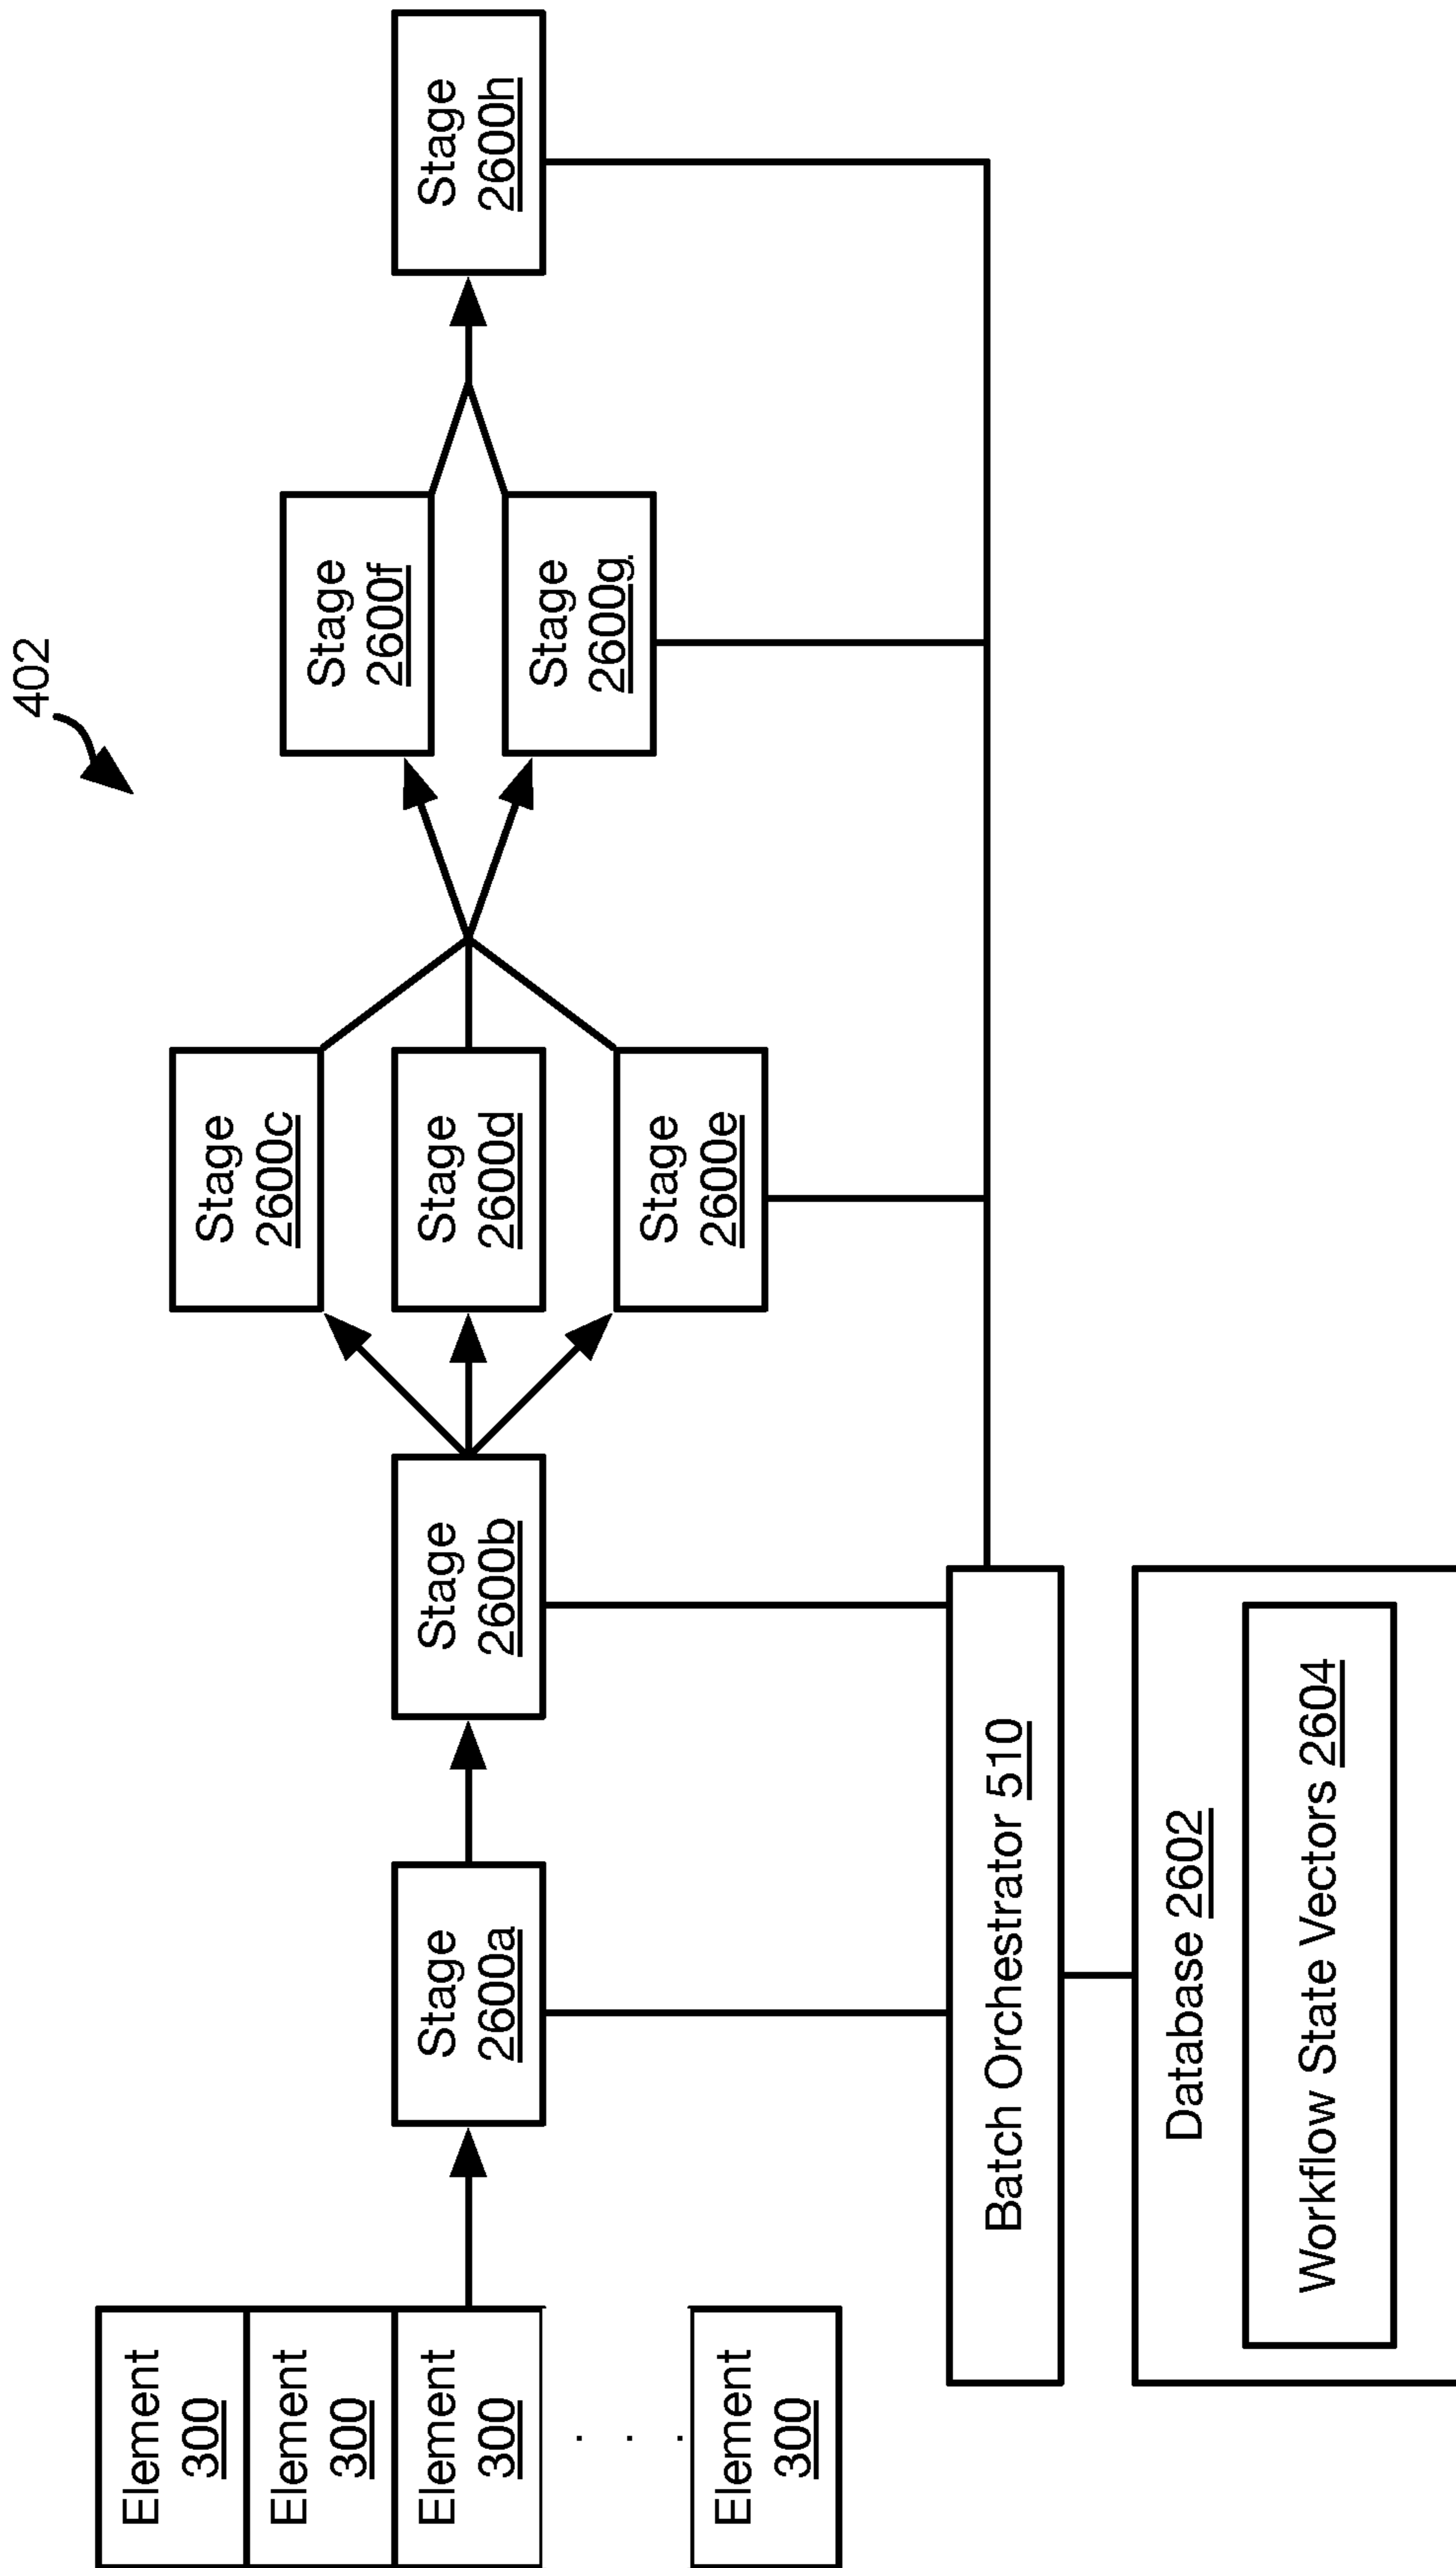 402
Element
300
Element
300
Element
300
. . .
Element
300
Stage
2600a
Stage
2600b
Stage
2600c
Stage
2600d
Stage
2600e
Stage
2600f
Stage
2600g
Stage
2600h
Batch Orchestrator 510
Database 2602
Workflow State Vectors 2604